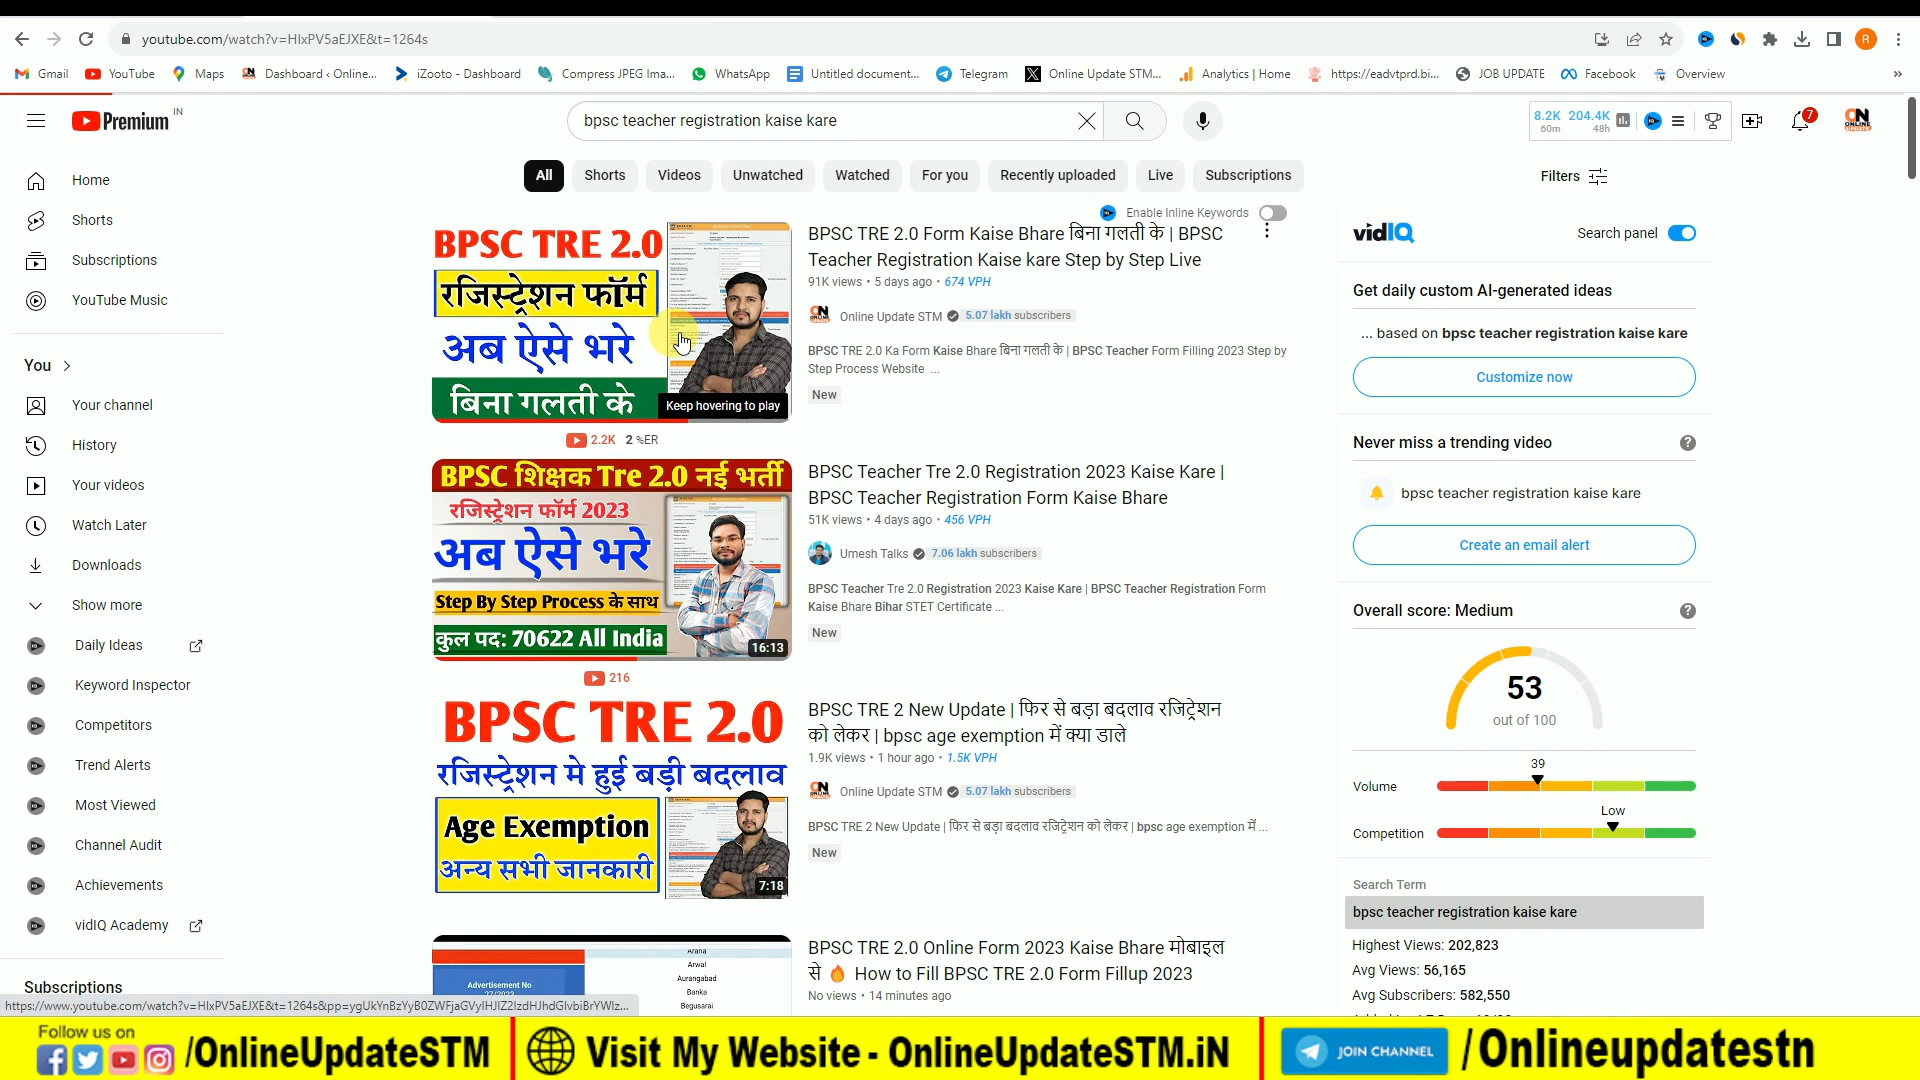 youtube.com/watch?v=HIxPV5aEJXE&t=1264s
Gmail YouTube Maps Dashboard ‹ Online... iZooto - Dashboard Compress JPEG Ima... WhatsApp Untitled document... Telegram Online Update STM... Analytics | Home https://eadvtprd.bi... JOB UPDATE Facebook Overview »
Premium IN
bpsc teacher registration kaise kare
8.2K 204.4K
60m 48h
7
Home
Shorts
Subscriptions
YouTube Music
You
Your channel
History
Your videos
Watch Later
Downloads
Show more
Daily Ideas
Keyword Inspector
Competitors
Trend Alerts
Most Viewed
Channel Audit
Achievements
vidIQ Academy
Subscriptions
All Shorts Videos Unwatched Watched For you Recently uploaded Live Subscriptions
Filters
Enable Inline Keywords
BPSC TRE 2.0
रजिस्ट्रेशन फॉर्म
अब ऐसे भरे
बिना गलती के
Keep hovering to play
2.2K 2 %ER
BPSC TRE 2.0 Form Kaise Bhare बिना गलती के | BPSC
Teacher Registration Kaise kare Step by Step Live
91K views • 5 days ago • 674 VPH
Online Update STM 5.07 lakh subscribers
BPSC TRE 2.0 Ka Form Kaise Bhare बिना गलती के | BPSC Teacher Form Filling 2023 Step by
Step Process Website ...
New
BPSC शिक्षक Tre 2.0 नई भर्ती
रजिस्ट्रेशन फॉर्म 2023
अब ऐसे भरे
Step By Step Process के साथ
कुल पद: 70622 All India
16:13
216
BPSC Teacher Tre 2.0 Registration 2023 Kaise Kare |
BPSC Teacher Registration Form Kaise Bhare
51K views • 4 days ago • 456 VPH
Umesh Talks 7.06 lakh subscribers
BPSC Teacher Tre 2.0 Registration 2023 Kaise Kare | BPSC Teacher Registration Form
Kaise Bhare Bihar STET Certificate ...
New
BPSC TRE 2.0
रजिस्ट्रेशन मे हुई बड़ी बदलाव
Age Exemption
अन्य सभी जानकारी
7:18
BPSC TRE 2 New Update | फिर से बड़ा बदलाव रजिट्रेशन
को लेकर | bpsc age exemption में क्या डाले
1.9K views • 1 hour ago • 1.5K VPH
Online Update STM 5.07 lakh subscribers
BPSC TRE 2 New Update | फिर से बड़ा बदलाव रजिट्रेशन को लेकर | bpsc age exemption में ...
New
Advertisement No
Arwal
Aurangabad
Banka
Begusarai
BPSC TRE 2.0 Online Form 2023 Kaise Bhare मोबाइल
से 🔥 How to Fill BPSC TRE 2.0 Form Fillup 2023
No views • 14 minutes ago
vidIQ
Search panel
Get daily custom AI-generated ideas
... based on bpsc teacher registration kaise kare
Customize now
Never miss a trending video
bpsc teacher registration kaise kare
Create an email alert
Overall score: Medium
53
out of 100
39
Volume
Low
Competition
Search Term
bpsc teacher registration kaise kare
Highest Views: 202,823
Avg Views: 56,165
Avg Subscribers: 582,550
Follow us on
/OnlineUpdateSTM
Visit My Website - OnlineUpdateSTM.iN
JOIN CHANNEL /Onlineupdatestn